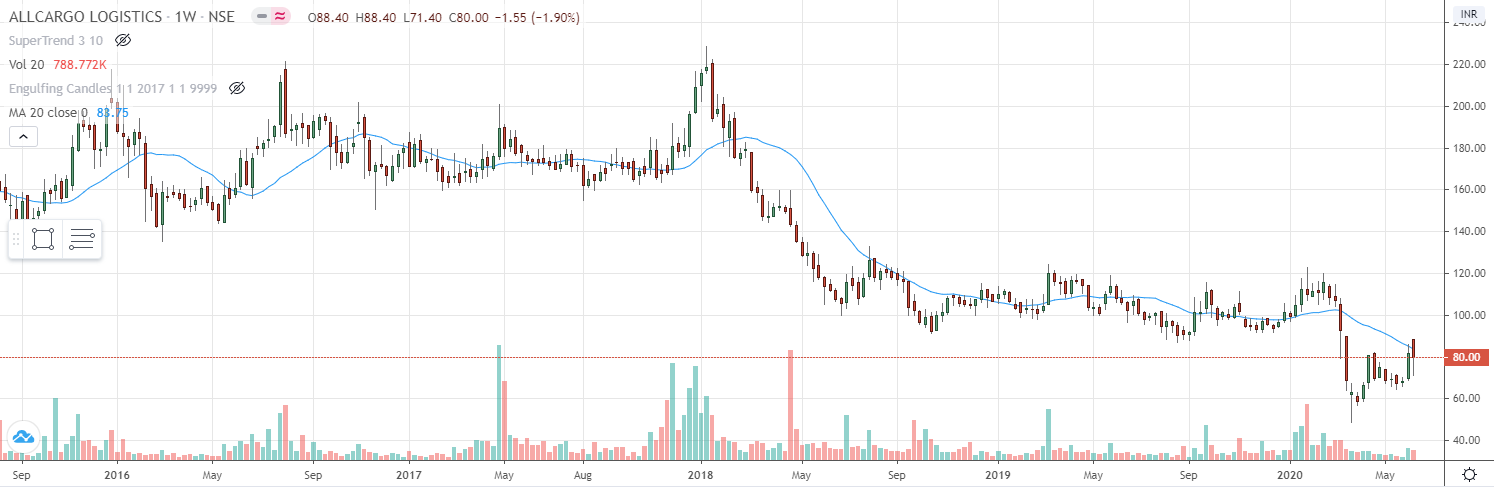 ALLCARGO LOGISTICS · 1W · NSE O88.40 H88.40 L71.40 C80.00 −1.55 (−1.90%)
SuperTrend 3 10
Vol 20 788.772K
Engulfing Candles 1 1 2017 1 1 9999
MA 20 close 0 83.75
INR
240.00
220.00
200.00
180.00
160.00
140.00
120.00
100.00
80.00
60.00
40.00
Sep 2016 May Sep 2017 May Aug 2018 May Sep 2019 May Sep 2020 May